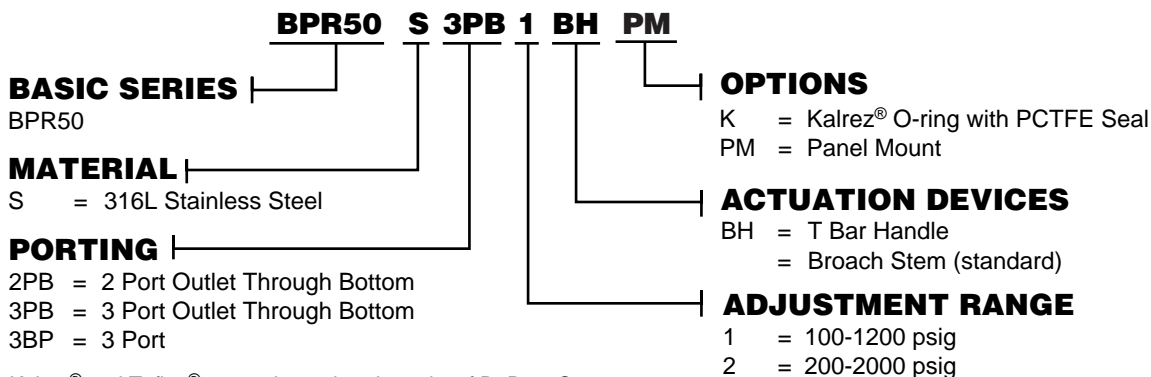 BPR50 S 3PB 1 BH PM
BASIC SERIES
BPR50
MATERIAL
S = 316L Stainless Steel
PORTING
2PB = 2 Port Outlet Through Bottom
3PB = 3 Port Outlet Through Bottom
3BP = 3 Port
OPTIONS
K = Kalrez® O-ring with PCTFE Seal
PM = Panel Mount
ACTUATION DEVICES
BH = T Bar Handle
= Broach Stem (standard)
ADJUSTMENT RANGE
1 = 100-1200 psig
2 = 200-2000 psig